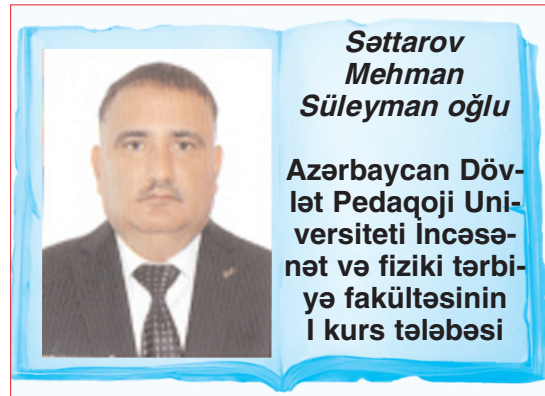 Səttarov
Mehman
Süleyman oğlu
Azərbaycan Döv-
lət Pedaqoji Uni-
versiteti İncəsə-
nət və fiziki tərbi-
yə fakültəsinin
I kurs tələbəsi